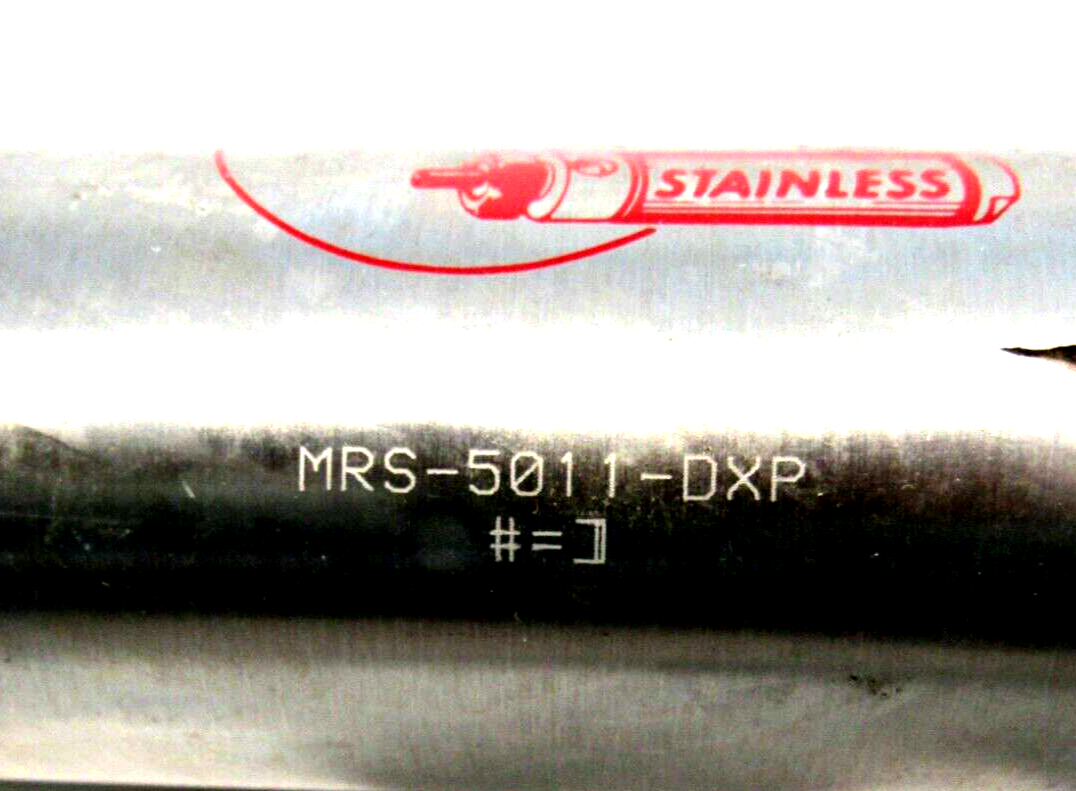 STAINLESS
MRS-5011-DXP
#=]